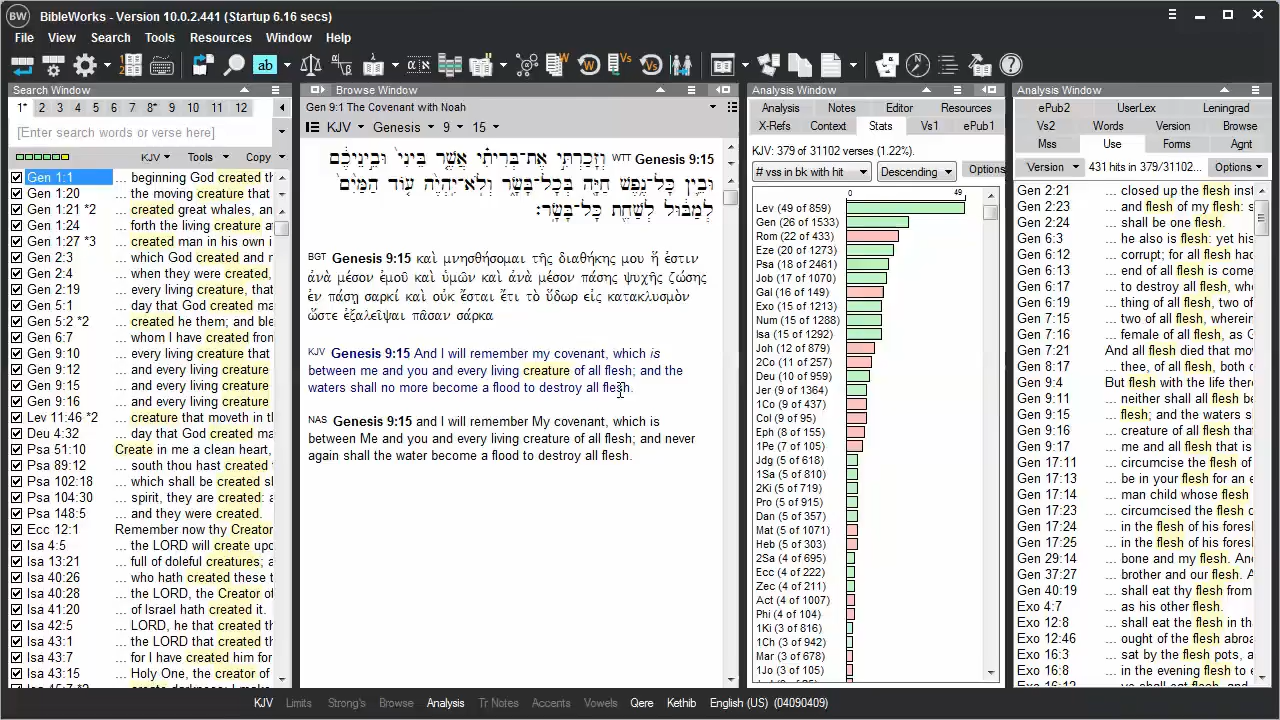 BibleWorks - Version 10.0.2.441 (Startup 6.16 secs)
File View Search Tools Resources Window Help
Search Window
1* 2 3 4 5 6 7 8* 9 10 11 12
[Enter search words or verse here]
KJV Tools Copy
Gen 1:1 ... beginning God created th
Gen 1:20 ... the moving creature that
Gen 1:21 *2 ... created great whales, an
Gen 1:24 ... forth the living creature a
Gen 1:27 *3 ... created man in his own i
Gen 2:3 ... which God created and m
Gen 2:4 ... when they were created,
Gen 2:19 ... every living creature, tha
Gen 5:1 ... day that God created ma
Gen 5:2 *2 ... created he them; and ble
Gen 6:7 ... whom I have created fron
Gen 9:10 ... every living creature that
Gen 9:12 ... every living creature that
Gen 9:15 ... every living creature of a
Gen 9:16 ... every living creature of a
Lev 11:46 *2 ... creature that moveth in th
Deu 4:32 ... day that God created ma
Psa 51:10 Create in me a clean heart,
Psa 89:12 ... south thou hast created
Psa 102:18 ... which shall be created sl
Psa 104:30 ... spirit, they are created: a
Psa 148:5 ... and they were created.
Ecc 12:1 Remember now thy Creator
Isa 4:5 ... the LORD will create upo
Isa 13:21 ... full of doleful creatures; a
Isa 40:26 ... who hath created these t
Isa 40:28 ... the LORD, the Creator of
Isa 41:20 ... of Israel hath created it.
Isa 42:5 ... LORD, he that created th
Isa 43:1 ... the LORD that created th
Isa 43:7 ... for I have created him for
Isa 43:15 ... Holy One, the creator of
Browse Window
Gen 9:1 The Covenant with Noah
KJV Genesis 9 15
WTT Genesis 9:15 וְזָכַרְתִּ֣י אֶת־בְּרִיתִ֗י אֲשֶׁ֤ר בֵּינִי֙ וּבֵ֣ינֵיכֶ֔ם
וּבֵ֛ין כָּל־נֶ֥פֶשׁ חַיָּ֖ה בְּכָל־בָּשָׂ֑ר וְלֹֽא־יִֽהְיֶ֨ה ע֤וֹד הַמַּ֙יִם֙
לְמַבּ֔וּל לְשַׁחֵ֖ת כָּל־בָּשָֽׂר׃
BGT Genesis 9:15 καὶ μνησθήσομαι τῆς διαθήκης μου ἥ ἐστιν
ἀνὰ μέσον ἐμοῦ καὶ ὑμῶν καὶ ἀνὰ μέσον πάσης ψυχῆς ζώσης
ἐν πάσῃ σαρκί καὶ οὐκ ἔσται ἔτι τὸ ὕδωρ εἰς κατακλυσμόν
ὥστε ἐξαλεῖψαι πᾶσαν σάρκα
KJV Genesis 9:15 And I will remember my covenant, which is
between me and you and every living creature of all flesh; and the
waters shall no more become a flood to destroy all flesh.
NAS Genesis 9:15 and I will remember My covenant, which is
between Me and you and every living creature of all flesh; and never
again shall the water become a flood to destroy all flesh.
Analysis Window
Analysis Notes Editor Resources
X-Refs Context Stats Vs1 ePub1
KJV: 379 of 31102 verses (1.22%).
# vss in bk with hit Descending Options
0 49
Lev (49 of 859)
Gen (26 of 1533)
Rom (22 of 433)
Eze (20 of 1273)
Psa (18 of 2461)
Job (17 of 1070)
Gal (16 of 149)
Exo (15 of 1213)
Num (15 of 1288)
Isa (15 of 1292)
Joh (12 of 879)
2Co (11 of 257)
Deu (10 of 959)
Jer (9 of 1364)
1Co (9 of 437)
Col (9 of 95)
Eph (8 of 155)
1Pe (7 of 105)
Jdg (5 of 618)
1Sa (5 of 810)
2Ki (5 of 719)
Pro (5 of 915)
Dan (5 of 357)
Mat (5 of 1071)
Heb (5 of 303)
2Sa (4 of 695)
Ecc (4 of 222)
Zec (4 of 211)
Act (4 of 1007)
Phi (4 of 104)
1Ki (3 of 816)
1Ch (3 of 942)
Mar (3 of 678)
1Jo (3 of 105)
Analysis Window
ePub2 UserLex Leningrad
Vs2 Words Version Browse
Mss Use Forms Agnt
Version 431 hits in 379/31102... Options
Gen 2:21 ... closed up the flesh inst
Gen 2:23 ... and flesh of my flesh: s
Gen 2:24 ... shall be one flesh.
Gen 6:3 ... he also is flesh: yet his
Gen 6:12 ... corrupt; for all flesh hac
Gen 6:13 ... end of all flesh is come
Gen 6:17 ... to destroy all flesh, whe
Gen 6:19 ... thing of all flesh, two of
Gen 7:15 ... two of all flesh, wherein
Gen 7:16 ... female of all flesh, as G
Gen 7:21 And all flesh died that mov
Gen 8:17 ... thee, of all flesh, both c
Gen 9:4 But flesh with the life ther
Gen 9:11 ... neither shall all flesh be
Gen 9:15 ... flesh; and the waters s
Gen 9:16 ... creature of all flesh tha
Gen 9:17 ... me and all flesh that is
Gen 17:11 ... circumcise the flesh of
Gen 17:13 ... be in your flesh for an e
Gen 17:14 ... man child whose flesh
Gen 17:23 ... circumcised the flesh o
Gen 17:24 ... in the flesh of his foresl
Gen 17:25 ... in the flesh of his foresl
Gen 29:14 ... bone and my flesh. And
Gen 37:27 ... brother and our flesh. A
Gen 40:19 ... shall eat thy flesh from
Exo 4:7 ... as his other flesh.
Exo 12:8 ... shall eat the flesh in th
Exo 12:46 ... ought of the flesh abroa
Exo 16:3 ... sat by the flesh pots, a
Exo 16:8 ... in the evening flesh to e
KJV Limits Strong's Browse Analysis Tr Notes Accents Vowels Qere Kethib English (US) (04090409)